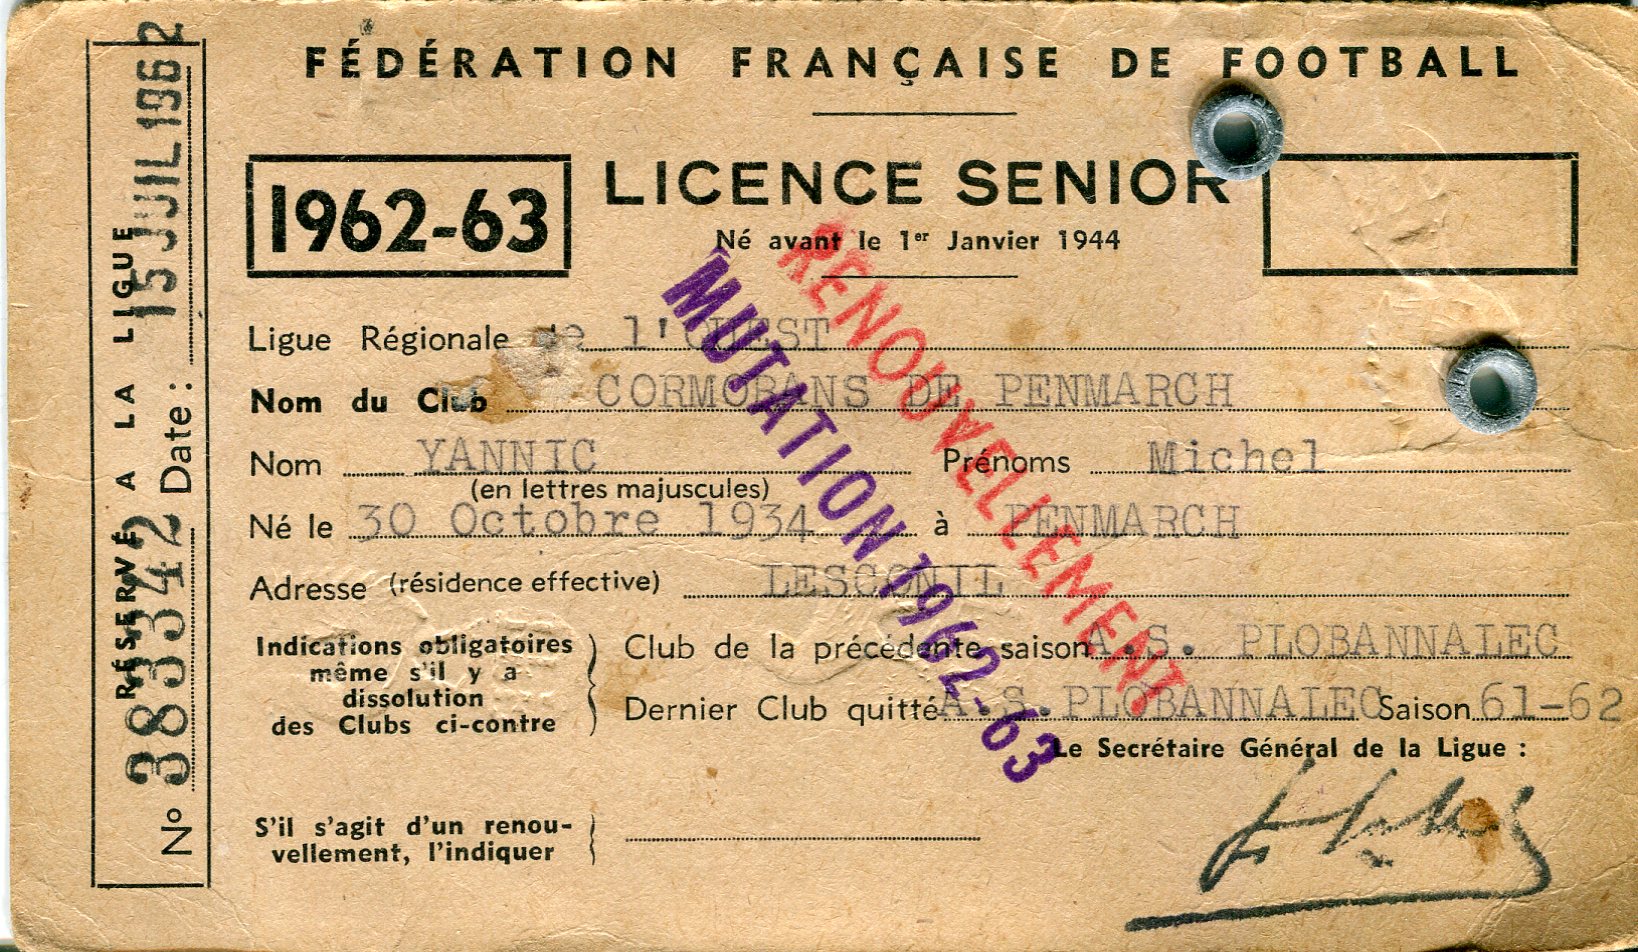 FÉDÉRATION FRANÇAISE DE FOOTBALL
1962-63
LICENCE SENIOR
Né avant le 1er Janvier 1944
RÉSERVÉ A LA LIGUE
N° 383342 Date : 15 JUIL 1962
Ligue Régionale de l'OUEST
Nom du Club CORMORANS DE PENMARCH
Nom YANNIC Prénoms Michel
(en lettres majuscules)
Né le 30 Octobre 1934 à PENMARCH
Adresse (résidence effective) LESCONIL
Indications obligatoires
même s'il y a
dissolution
des Clubs ci-contre
Club de la précédente saison A.S. PLOBANNALEC
Dernier Club quitté A.S. PLOBANNALEC Saison 61-62
Le Secrétaire Général de la Ligue :
S'il s'agit d'un renou-
vellement, l'indiquer
RENOUVELLEMENT
MUTATION 1962-63